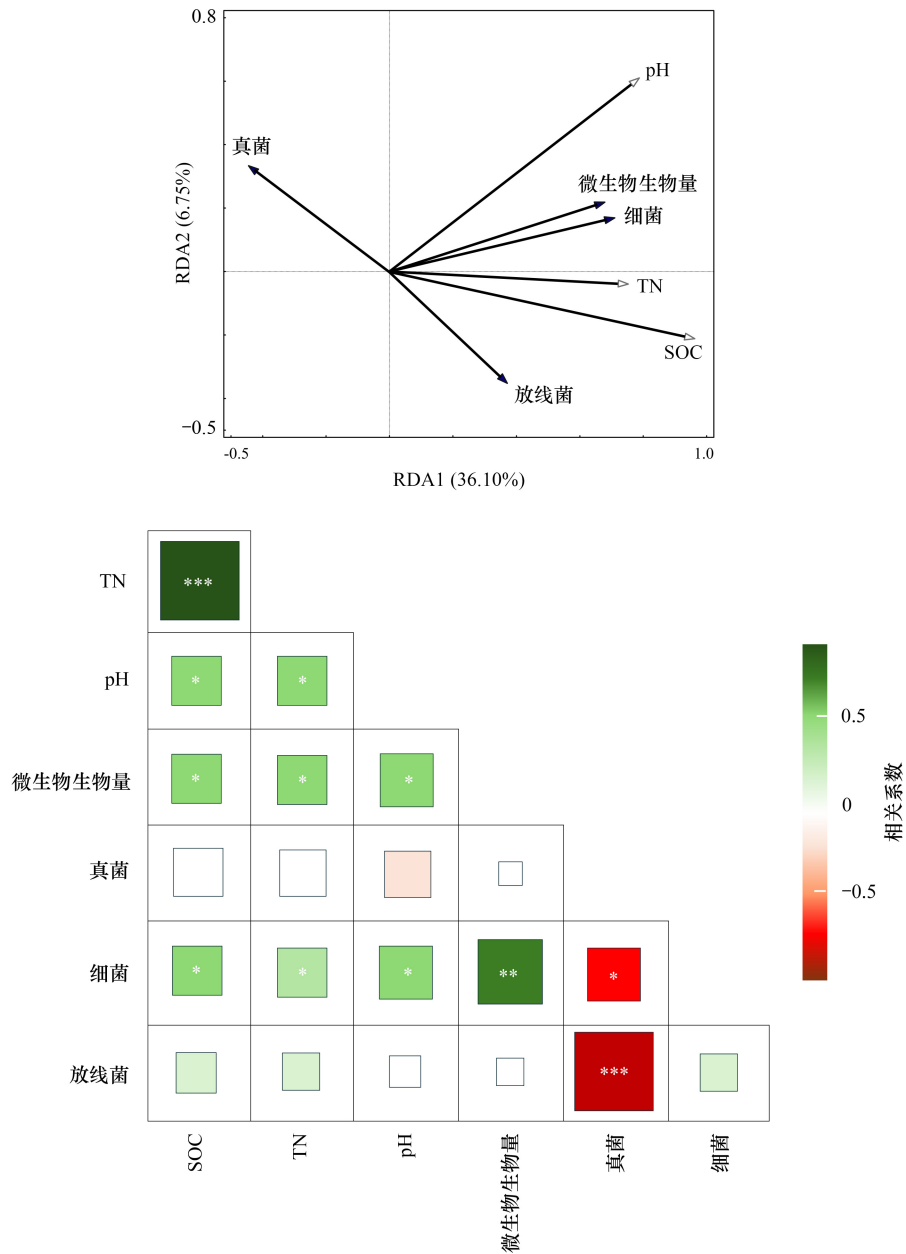 0.8
pH
真菌
微生物生物量
细菌
RDA2 (6.75%)
TN
SOC
放线菌
−0.5
-0.5
1.0
RDA1 (36.10%)
TN
***
pH
*
*
0.5
微生物生物量
*
*
*
0
相关系数
真菌
−0.5
细菌
*
*
*
**
*
放线菌
***
SOC
TN
pH
微生物生物量
真菌
细菌